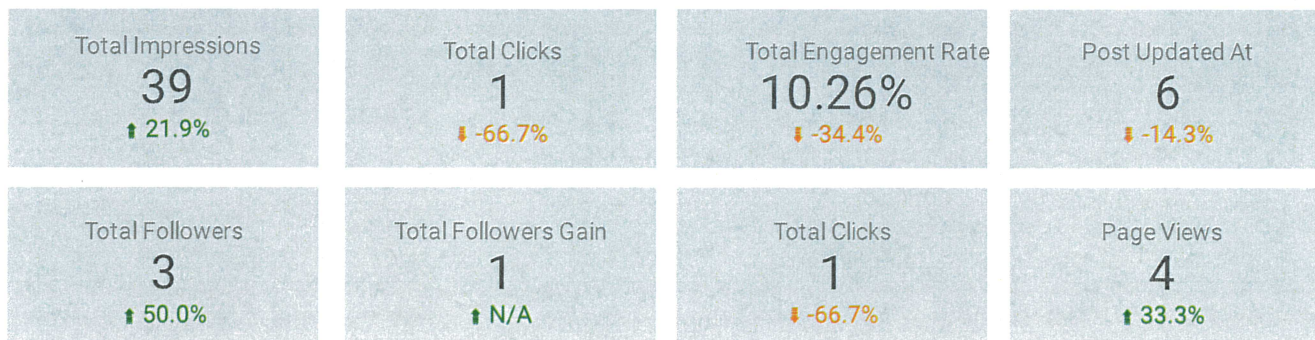 Total Impressions
39
⬆ 21.9%
Total Clicks
1
⬇ -66.7%
Total Engagement Rate
10.26%
⬇ -34.4%
Post Updated At
6
⬇ -14.3%
Total Followers
3
⬆ 50.0%
Total Followers Gain
1
⬆ N/A
Total Clicks
1
⬇ -66.7%
Page Views
4
⬆ 33.3%